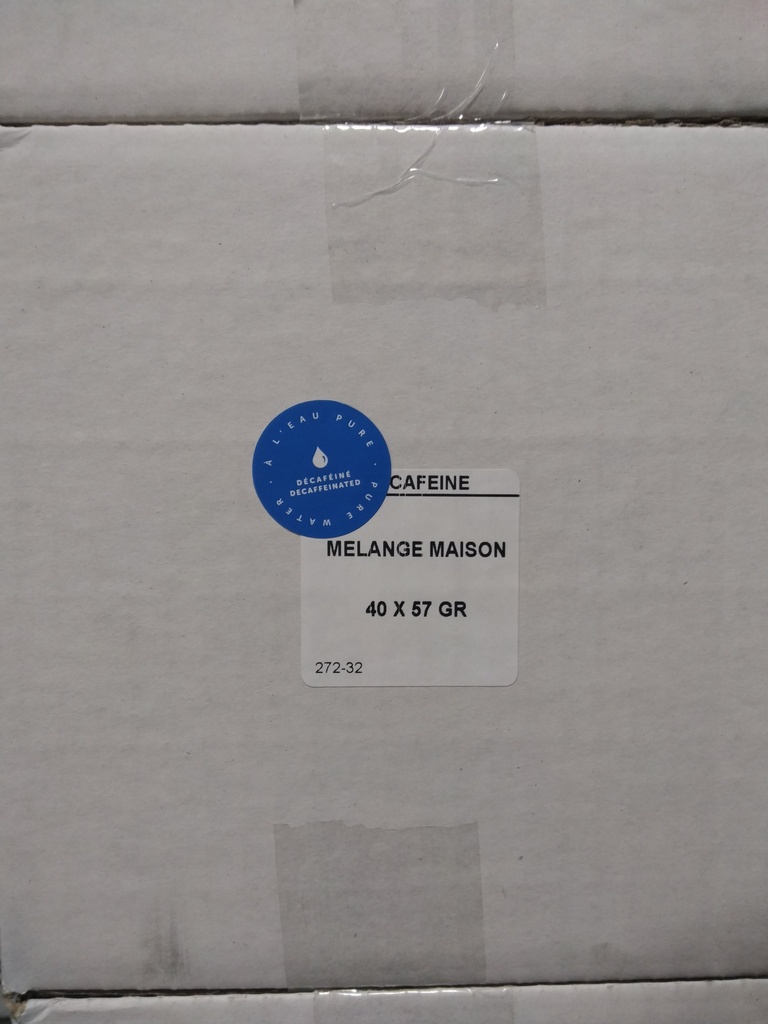 À L'EAU PURE · PURE WATER ·
DÉCAFÉINÉ
DECAFFEINATED
CAFEINE
MELANGE MAISON
40 X 57 GR
272-32